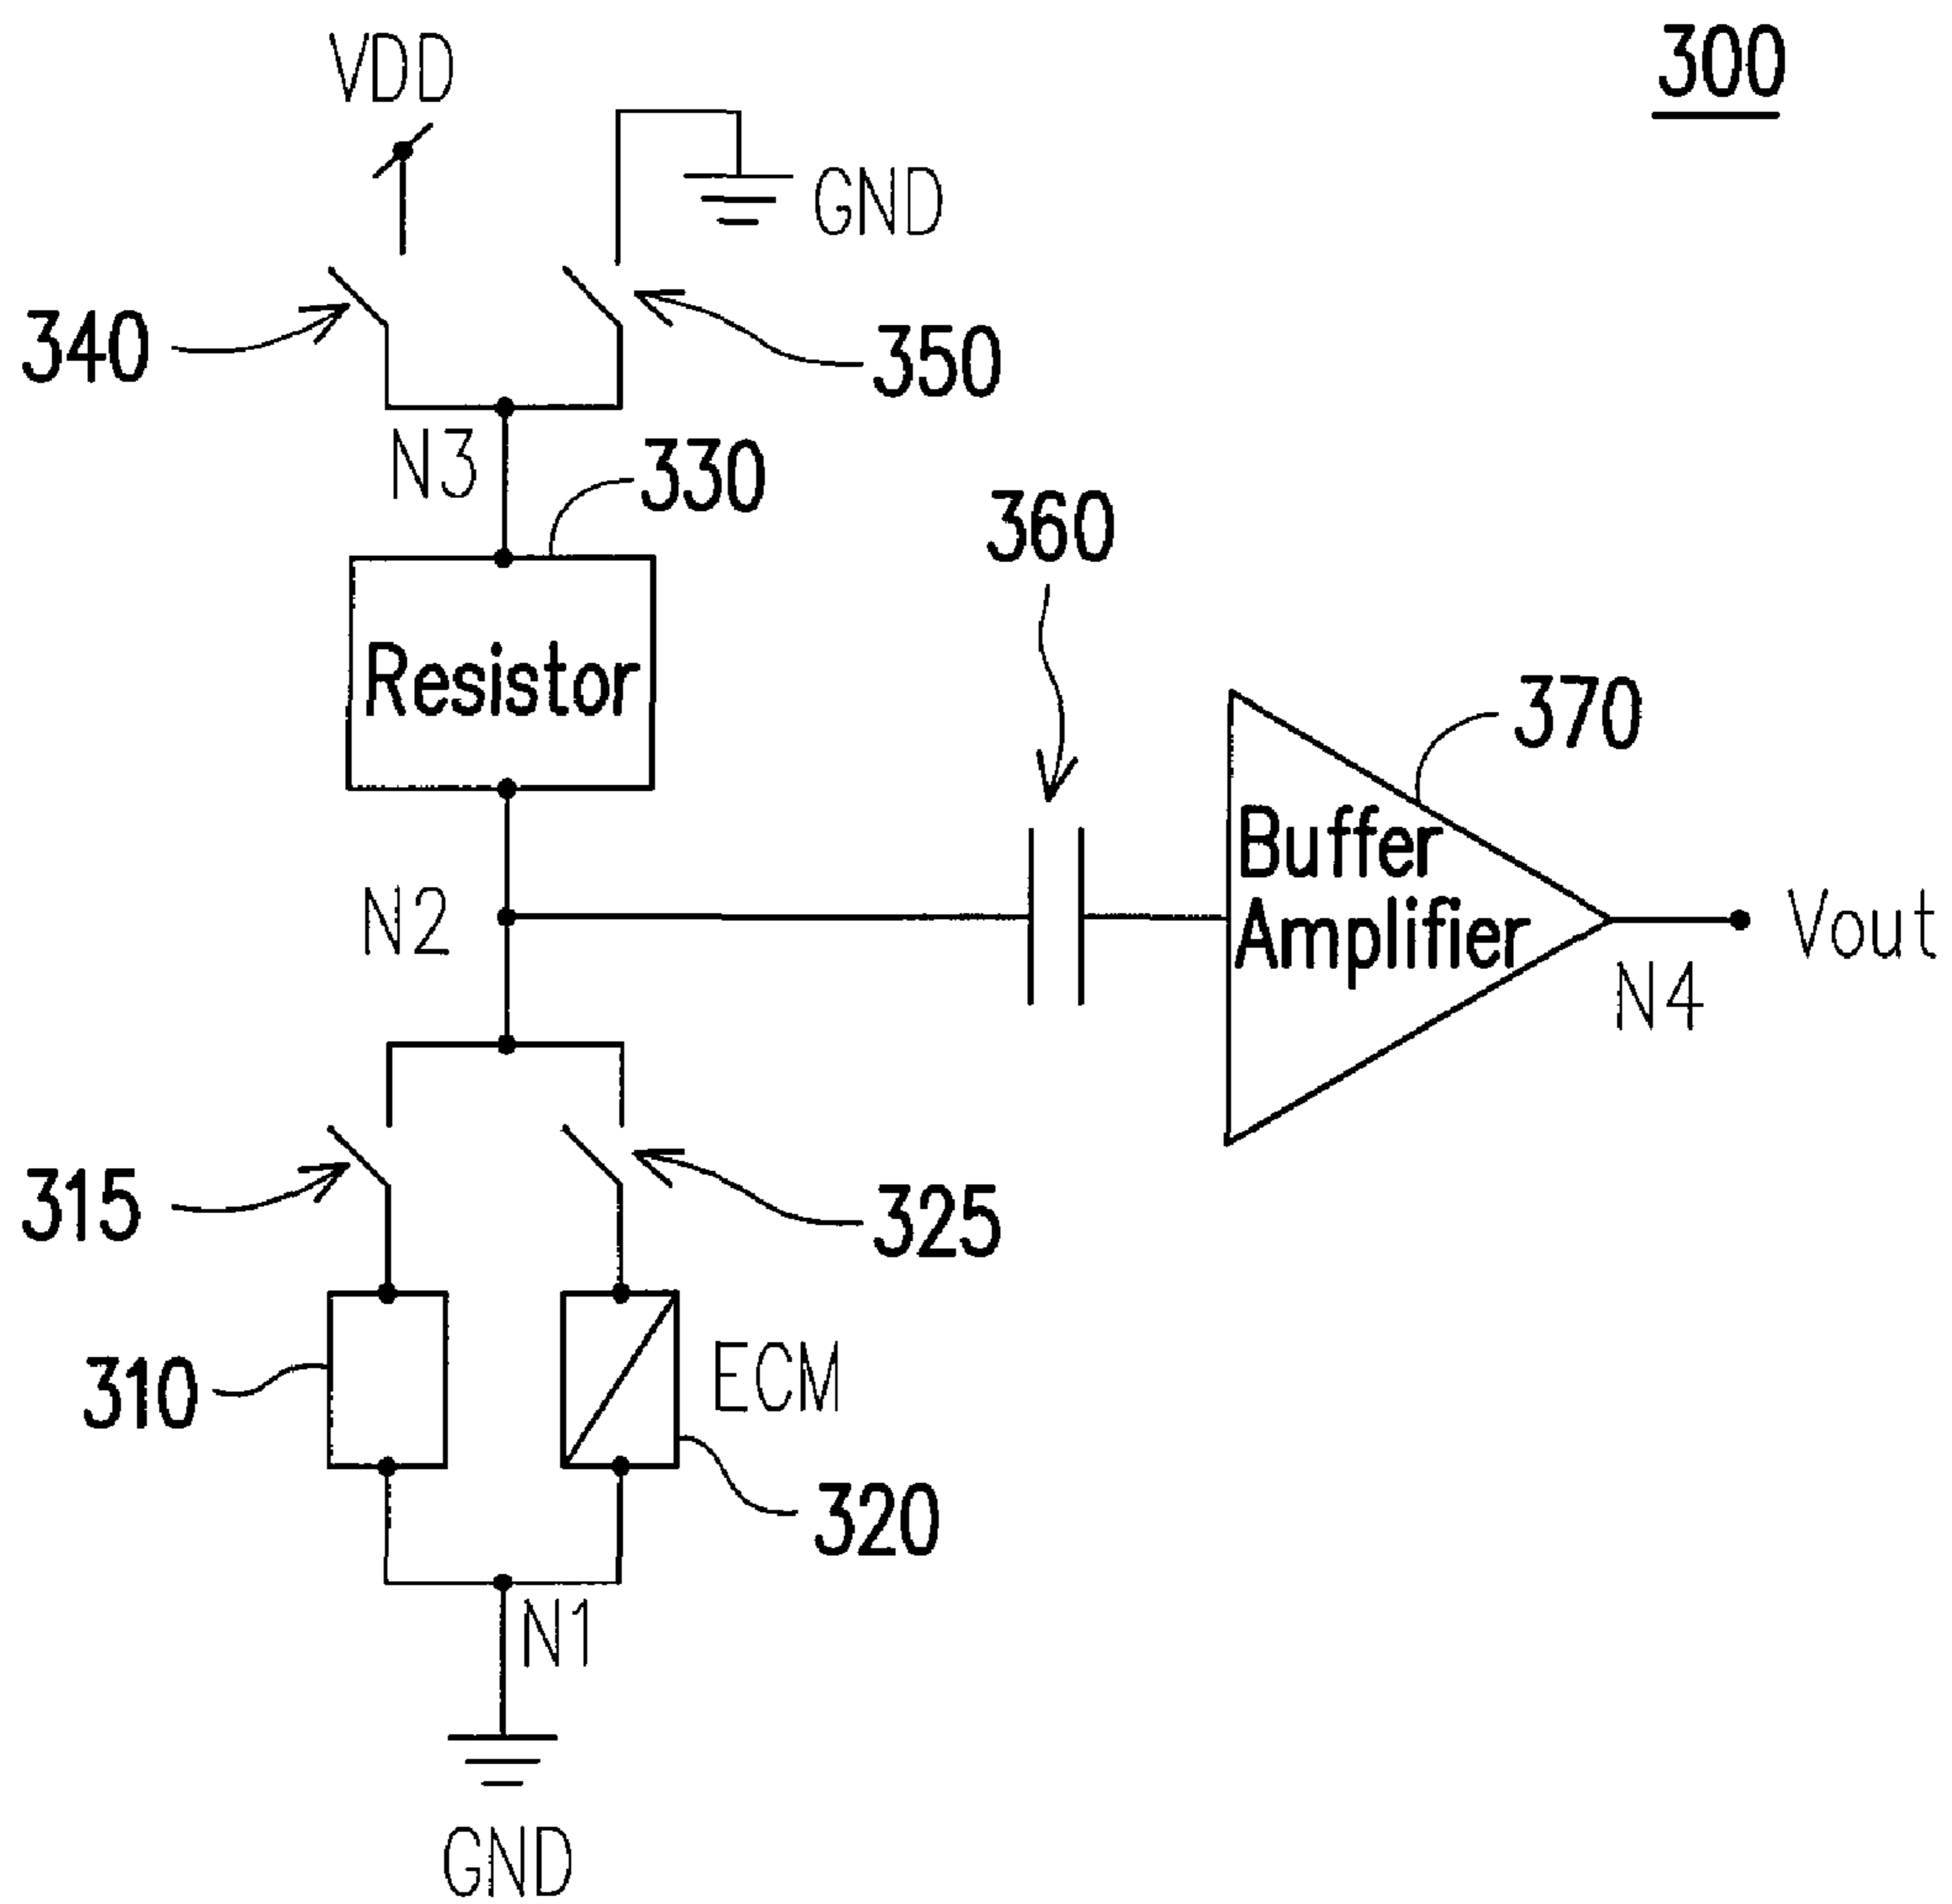 300
VDD
GND
340
350
N3
330
360
Resistor
370
Buffer
Amplifier
N2
Vout
N4
315
325
310
ECM
320
N1
GND